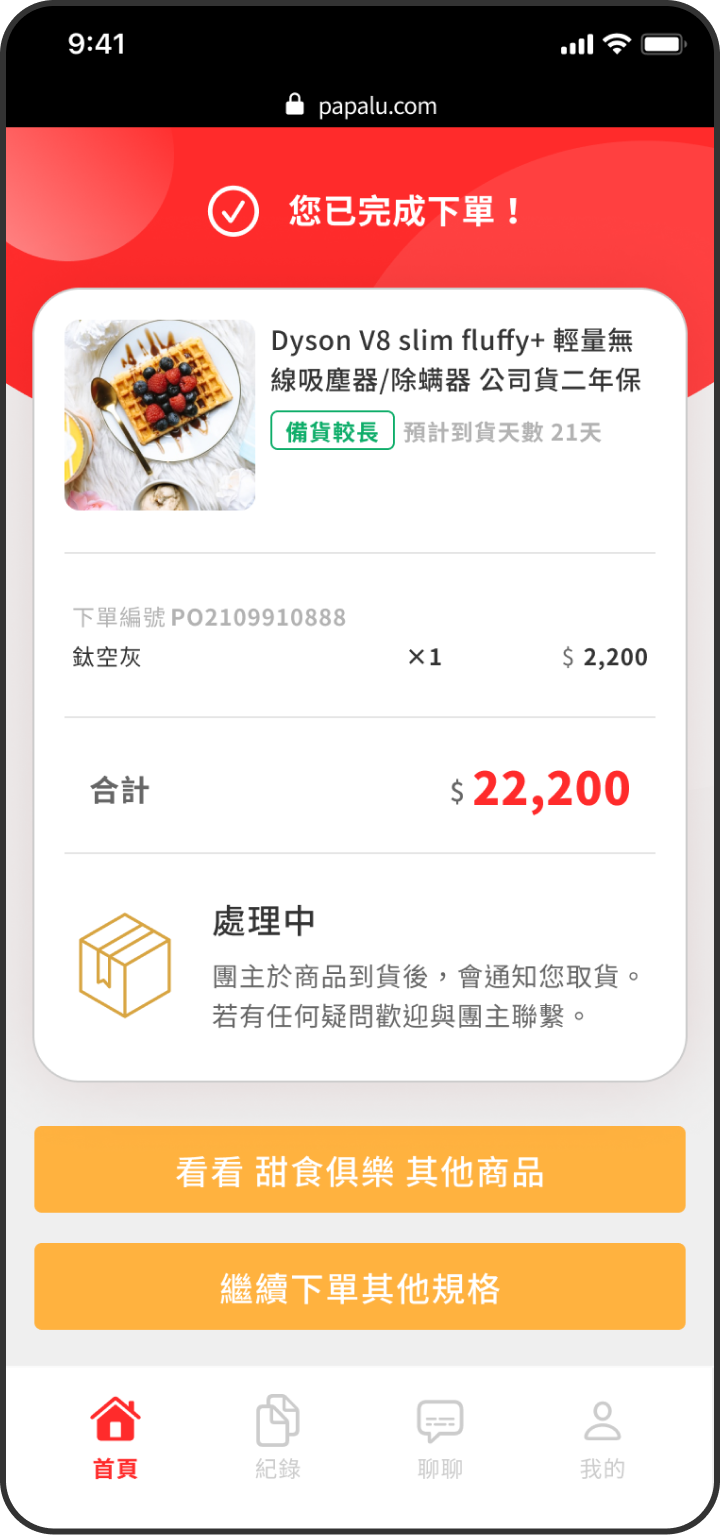 9:41
papalu.com
您已完成下單！
Dyson V8 slim fluffy+ 輕量無
線吸塵器/除螨器 公司貨二年保
備貨較長 預計到貨天數 21天
下單編號 PO2109910888
鈦空灰 ×1 $ 2,200
合計 $ 22,200
處理中
團主於商品到貨後，會通知您取貨。
若有任何疑問歡迎與團主聯繫。
看看 甜食俱樂 其他商品
繼續下單其他規格
首頁 紀錄 聊聊 我的